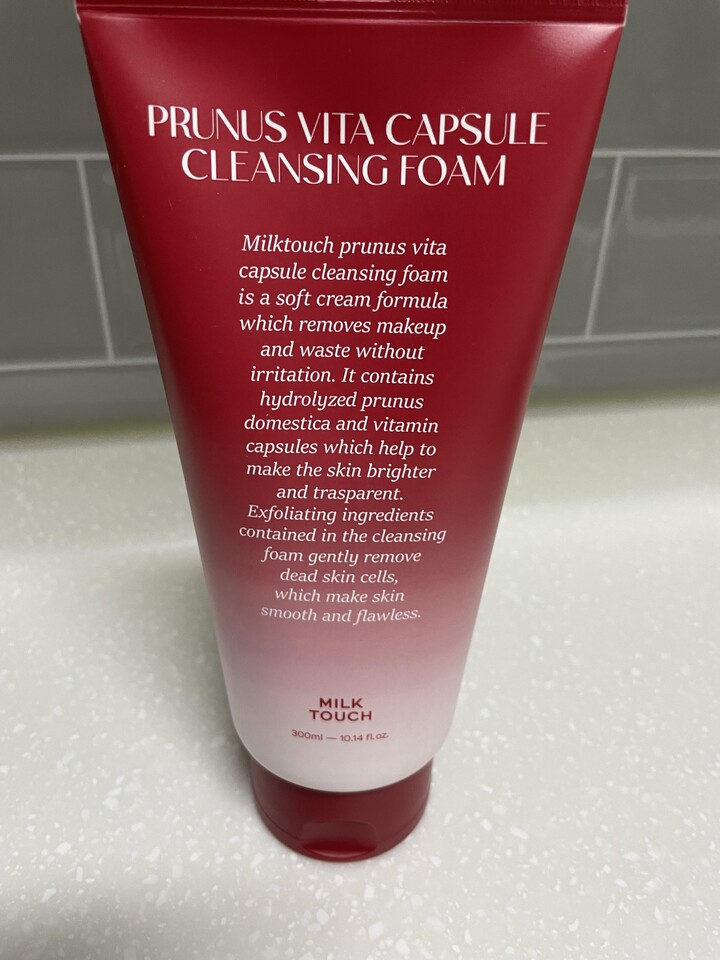 PRUNUS VITA CAPSULE
CLEANSING FOAM
Milktouch prunus vita
capsule cleansing foam
is a soft cream formula
which removes makeup
and waste without
irritation. It contains
hydrolyzed prunus
domestica and vitamin
capsules which help to
make the skin brighter
and trasparent.
Exfoliating ingredients
contained in the cleansing
foam gently remove
dead skin cells,
which make skin
smooth and flawless.
MILK
TOUCH
300ml — 10.14 fl.oz.